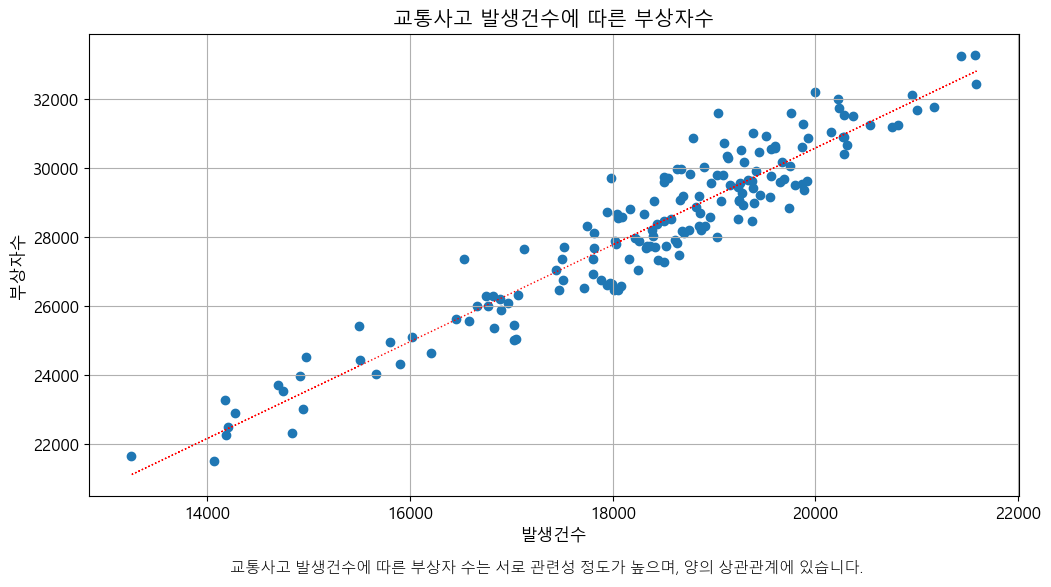 교통사고 발생건수에 따른 부상자수
부상자수
32000
30000
28000
26000
24000
22000
14000 16000 18000 20000 22000
발생건수
교통사고 발생건수에 따른 부상자 수는 서로 관련성 정도가 높으며, 양의 상관관계에 있습니다.